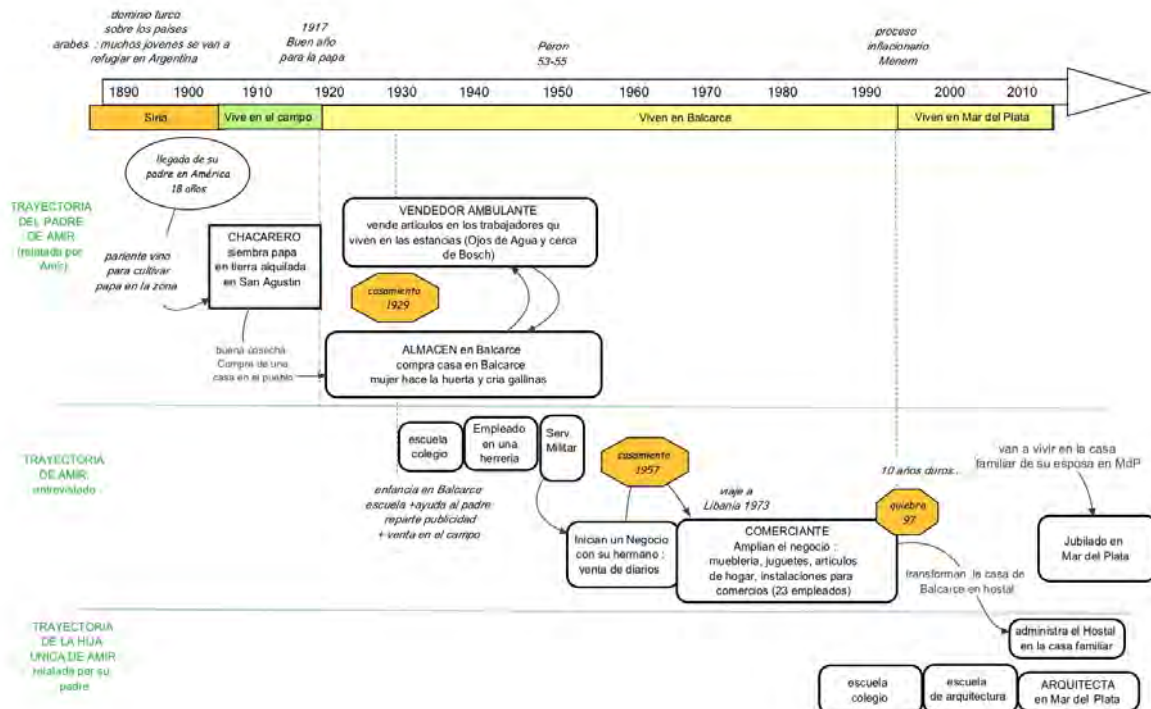 dominio turco
sobre los países
arabes : muchos jovenes se van a
refugiar en Argentina
1917
Buen año
para la papa
Peron
53-55
proceso
inflacionario
Menem
1890 1900 1910 1920 1930 1940 1950 1960 1970 1980 1990 2000 2010
Siria
Vive en el campo
Viven en Balcarce
Viven en Mar del Plata
llegada de su
padre en América
18 años
TRAYECTORIA
DEL PADRE
DE AMIR
(relatada por
Amir)
pariente vino
para cultivar
papa en la zona
CHACARERO
siembra papa
en tierra alquilada
en San Agustin
VENDEDOR AMBULANTE
vende articulos en los trabajadores qu
viven en las estancias (Ojos de Agua y cerca
de Bosch)
casamiento
1929
buena cosecha
Compra de una
casa en el pueblo
ALMACEN en Balcarce
compra casa en Balcarce
mujer hace la huerta y cria gallinas
TRAYECTORIA
DE AMIR,
entrevistado
escuela
colegio
Empleado
en una
herreria
Serv.
Militar
enfancia en Balcarce
escuela +ayuda al padre
reparte publicidad
+ venta en el campo
casamiento
1957
Inician un Negocio
con su hermano :
venta de diarios
viaje a
Libania 1973
COMERCIANTE
Amplian el negocio :
muebleria, juguetes, articulos
de hogar, instalaciones para
comercios (23 empleados)
10 años duros..
quiebra
97
van a vivir en la casa
familiar de su esposa en MdP
Jubilado en
Mar del Plata
transforman la casa de
Balcarce en hostal
TRAYECTORIA
DE LA HIJA
UNICA DE AMIR
relatada por su
padre
administra el Hostal
en la casa familiar
escuela
colegio
escuela
de arquitectura
ARQUITECTA
en Mar del Plata